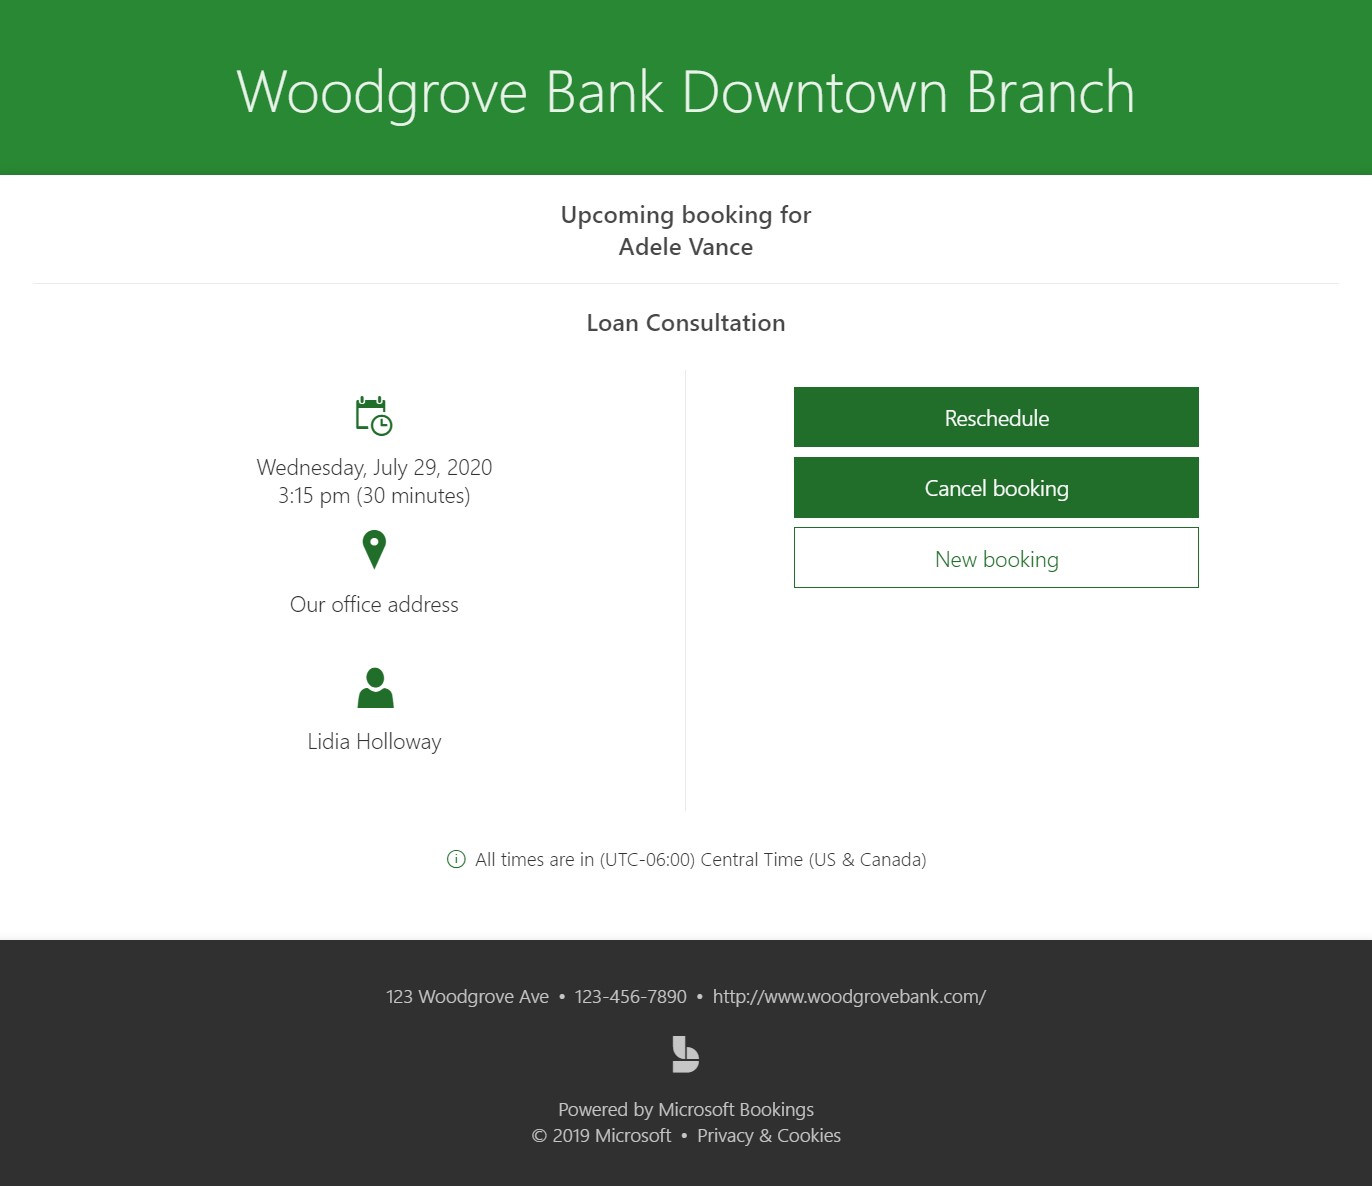 Woodgrove Bank Downtown Branch
Upcoming booking for
Adele Vance
Loan Consultation
Wednesday, July 29, 2020
3:15 pm (30 minutes)
Our office address
Lidia Holloway
Reschedule
Cancel booking
New booking
All times are in (UTC-06:00) Central Time (US & Canada)
123 Woodgrove Ave • 123-456-7890 • http://www.woodgrovebank.com/
Powered by Microsoft Bookings
© 2019 Microsoft • Privacy & Cookies